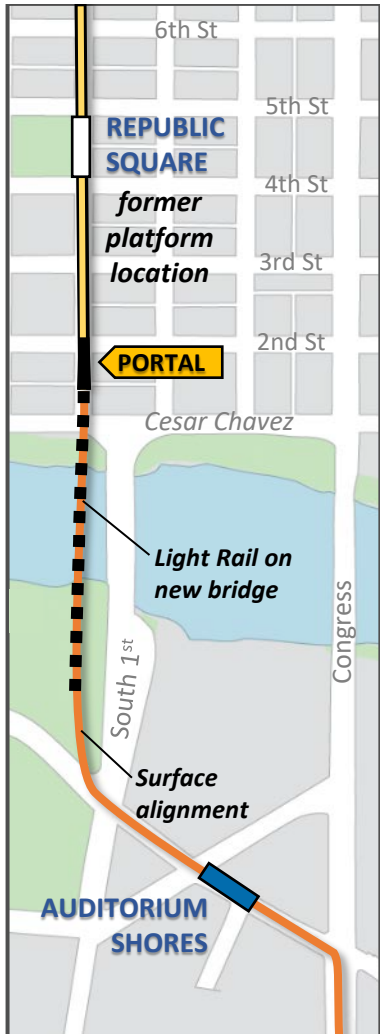 6th St
5th St
REPUBLIC
SQUARE
4th St
former
platform
location
3rd St
2nd St
PORTAL
Cesar Chavez
Light Rail on
new bridge
Congress
South 1st
Surface
alignment
AUDITORIUM
SHORES